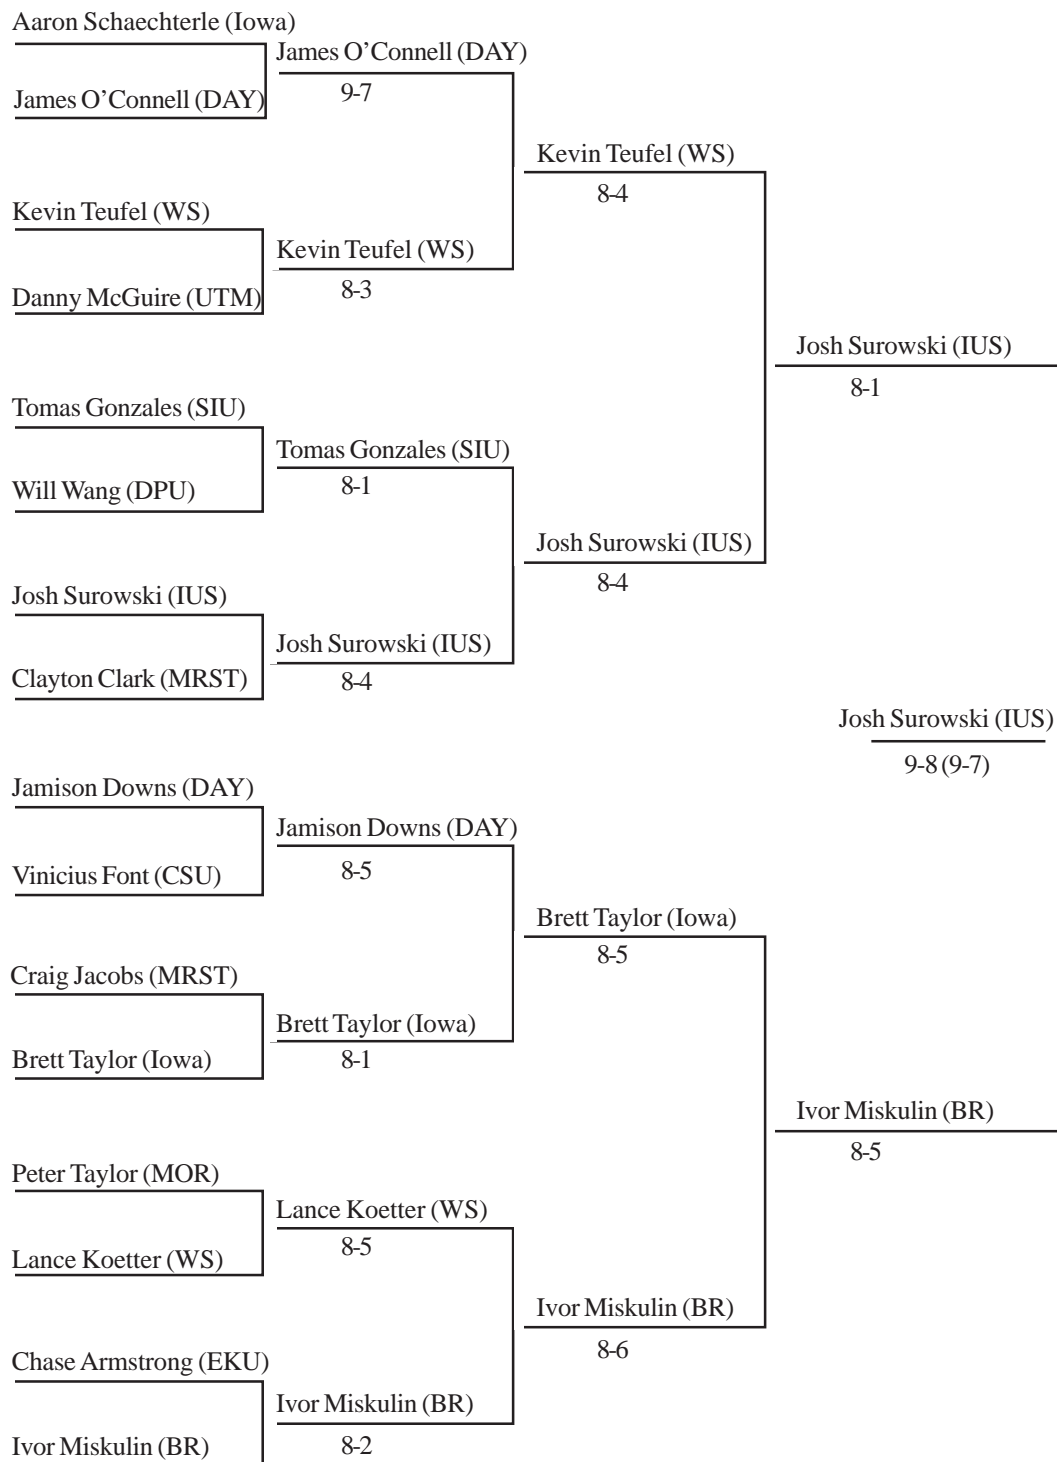 Aaron Schaechterle (Iowa)
James O’Connell (DAY)
James O’Connell (DAY)
9-7
Kevin Teufel (WS)
8-4
Kevin Teufel (WS)
Kevin Teufel (WS)
8-3
Danny McGuire (UTM)
Josh Surowski (IUS)
8-1
Tomas Gonzales (SIU)
Tomas Gonzales (SIU)
8-1
Will Wang (DPU)
Josh Surowski (IUS)
8-4
Josh Surowski (IUS)
Josh Surowski (IUS)
8-4
Clayton Clark (MRST)
Josh Surowski (IUS)
9-8 (9-7)
Jamison Downs (DAY)
Jamison Downs (DAY)
8-5
Vinicius Font (CSU)
Brett Taylor (Iowa)
8-5
Craig Jacobs (MRST)
Brett Taylor (Iowa)
8-1
Brett Taylor (Iowa)
Ivor Miskulin (BR)
8-5
Peter Taylor (MOR)
Lance Koetter (WS)
8-5
Lance Koetter (WS)
Ivor Miskulin (BR)
8-6
Chase Armstrong (EKU)
Ivor Miskulin (BR)
8-2
Ivor Miskulin (BR)